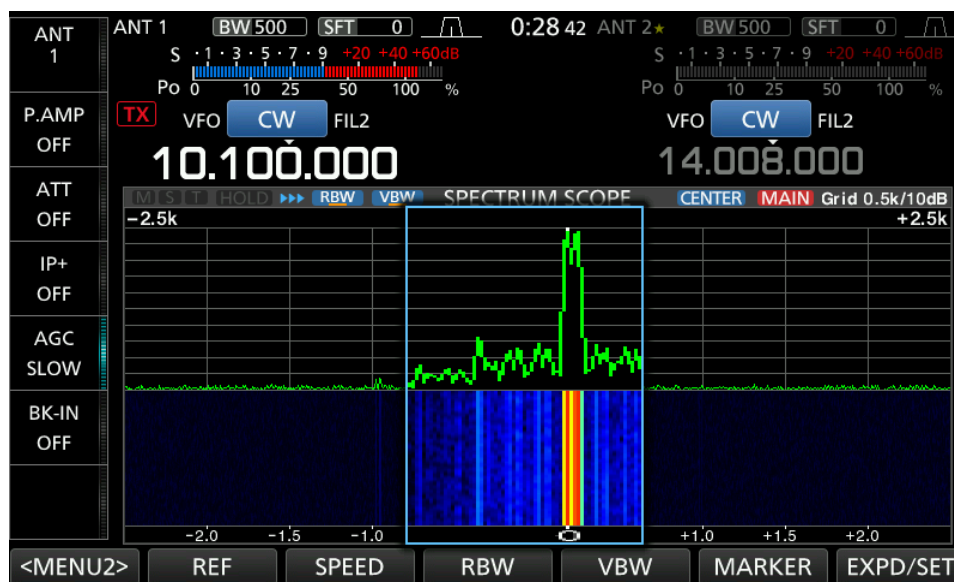 ANT 1
ANT 1 BW 500 SFT 0 0:28 42 ANT 2★ BW 500 SFT 0
S ·1·3·5·7·9 +20 +40 +60dB S ·1·3·5·7·9 +20 +40 +60dB
Po 0 10 25 50 100 % Po 0 10 25 50 100 %
P.AMP OFF
TX VFO CW FIL2 VFO CW FIL2
10.100.000 14.008.000
ATT OFF
M S T HOLD ▸▸▸ RBW VBW SPECTRUM SCOPE CENTER MAIN Grid 0.5k/10dB
−2.5k +2.5k
IP+
OFF
AGC
SLOW
BK-IN
OFF
-2.0 -1.5 -1.0 +1.0 +1.5 +2.0
<MENU2> REF SPEED RBW VBW MARKER EXPD/SET